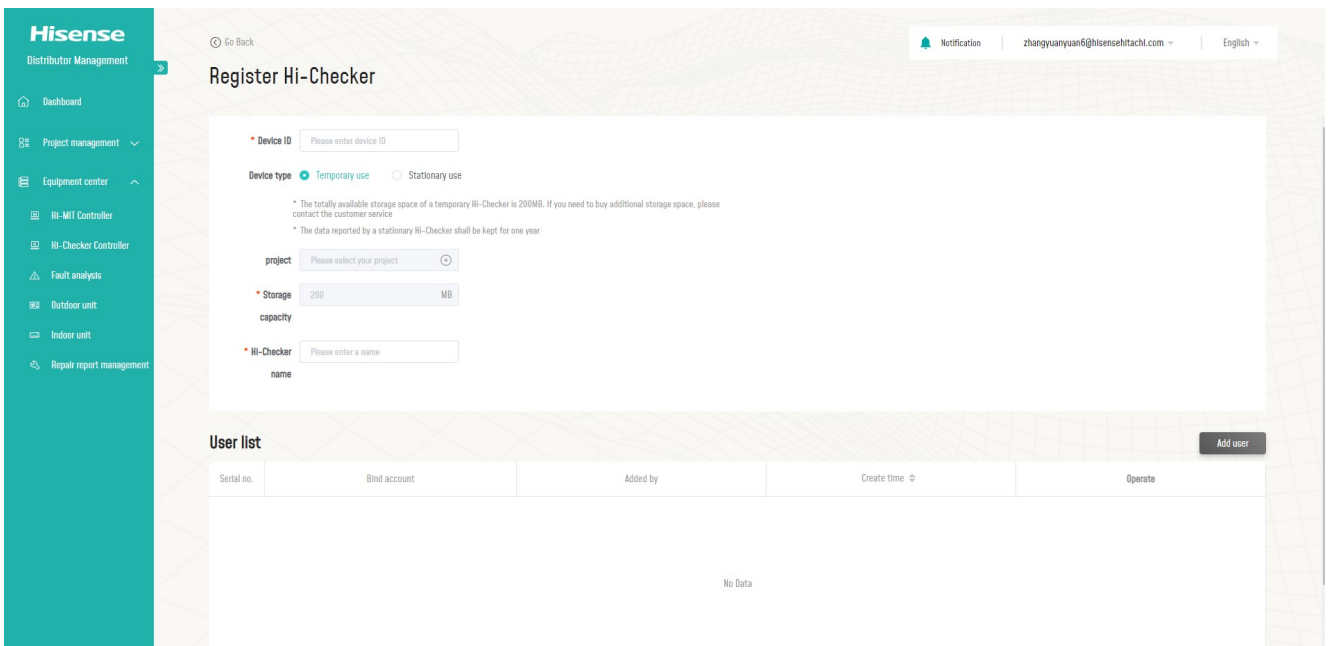 Hisense
Distributor Management
Dashboard
Project management
Equipment center
Hi-MIT Controller
Hi-Checker Controller
Fault analysis
Outdoor unit
Indoor unit
Repair report management
Go Back
Notification
zhangyuanyuan6@hisensehitachi.com
English
Register Hi-Checker
* Device ID
Please enter device ID
Device type
Temporary use
Stationary use
* The totally available storage space of a temporary Hi-Checker is 200MB. If you need to buy additional storage space, please
contact the customer service
* The data reported by a stationary Hi-Checker shall be kept for one year
project
Please select your project
* Storage
capacity
200
MB
* Hi-Checker
name
Please enter a name
User list
Add user
Serial no.
Bind account
Added by
Create time
Operate
No Data